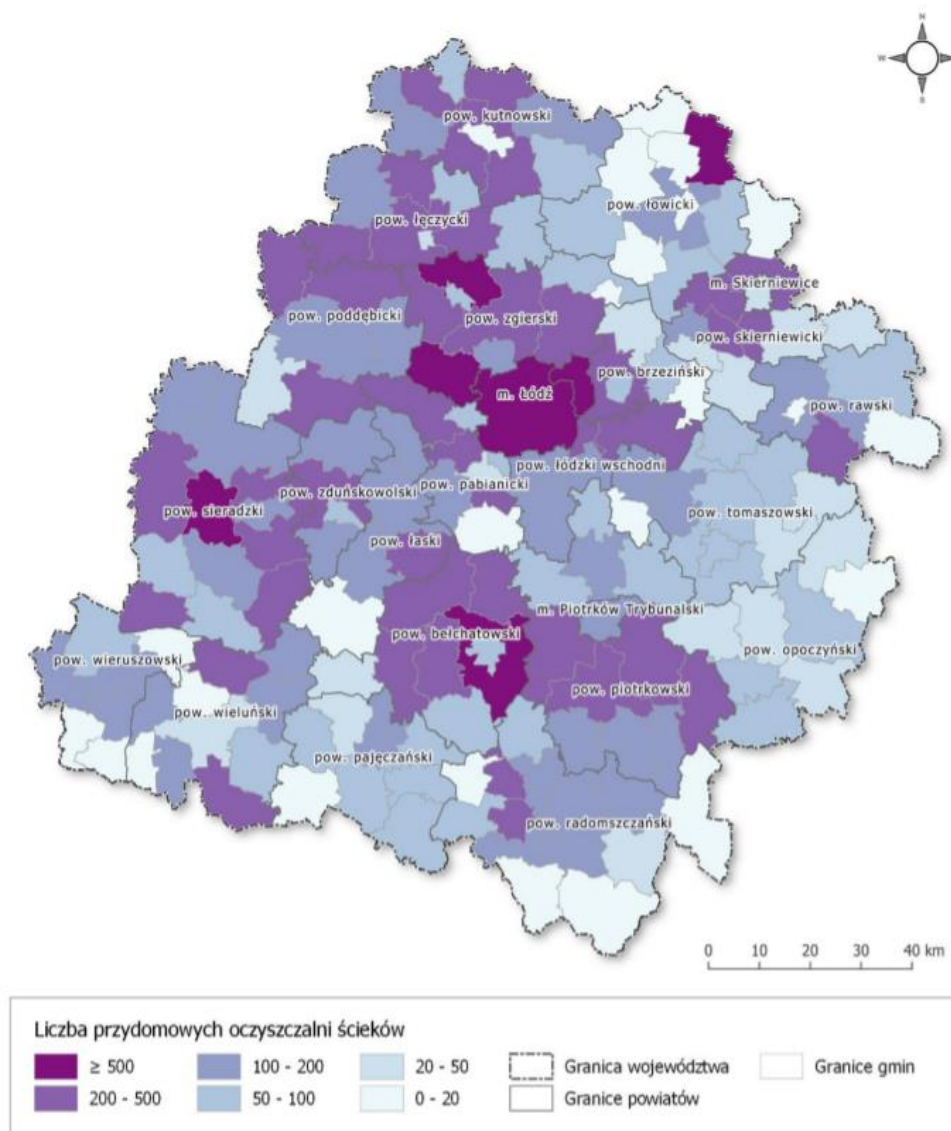 N
W
S
pow. kutnowski
pow. łowicki
pow. łęczycki
m. Skierniewice
pow. poddębicki
pow. zgierski
pow. skierniewicki
pow. brzeziński
m. Łódź
pow. rawski
pow. łódzki wschodni
pow. zduńskowolski
pow. pabianicki
pow. sieradzki
pow. tomaszowski
pow. łaski
m. Piotrków Trybunalski
pow. bełchatowski
pow. opoczyński
pow. wieruszowski
pow. piotrkowski
pow. wieluński
pow. pajęczański
pow. radomszczański
0 10 20 30 40 km
Liczba przydomowych oczyszczalni ścieków
≥ 500 100 - 200 20 - 50 Granica województwa Granice gmin
200 - 500 50 - 100 0 - 20 Granice powiatów